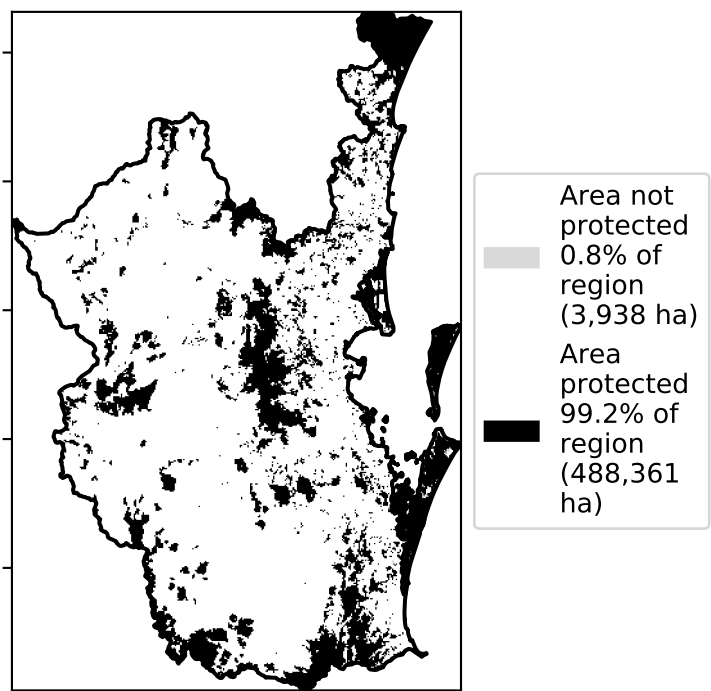 Area not
protected
0.8% of
region
(3,938 ha)
Area
protected
99.2% of
region
(488,361
ha)